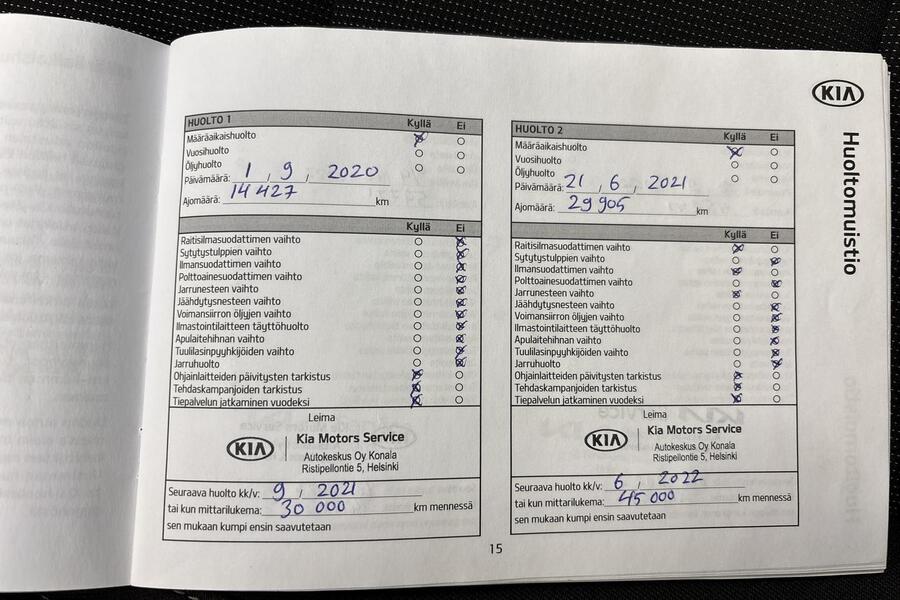 KIA
Huoltomuistio
HUOLTO 1 Kyllä Ei
Määräaikaishuolto
Vuosihuolto
Öljyhuolto
Päivämäärä: 1, 9, 2020
Ajomäärä: 14 427 km
Kyllä Ei
Raitisilmasuodattimen vaihto
Sytytystulppien vaihto
Ilmansuodattimen vaihto
Polttoainesuodattimen vaihto
Jarrunesteen vaihto
Jäähdytysnesteen vaihto
Voimansiirron öljyjen vaihto
Ilmastointilaitteen täyttöhuolto
Apulaitehihnan vaihto
Tuulilasinpyyhkijöiden vaihto
Jarruhuolto
Ohjainlaitteiden päivitysten tarkistus
Tehdaskampanjoiden tarkistus
Tiepalvelun jatkaminen vuodeksi
Leima
KIA Kia Motors Service
Autokeskus Oy Konala
Ristipellontie 5, Helsinki
Seuraava huolto kk/v: 9, 2021
tai kun mittarilukema: 30 000 km mennessä
sen mukaan kumpi ensin saavutetaan
HUOLTO 2 Kyllä Ei
Määräaikaishuolto
Vuosihuolto
Öljyhuolto
Päivämäärä: 21, 6, 2021
Ajomäärä: 29 905 km
Kyllä Ei
Raitisilmasuodattimen vaihto
Sytytystulppien vaihto
Ilmansuodattimen vaihto
Polttoainesuodattimen vaihto
Jarrunesteen vaihto
Jäähdytysnesteen vaihto
Voimansiirron öljyjen vaihto
Ilmastointilaitteen täyttöhuolto
Apulaitehihnan vaihto
Tuulilasinpyyhkijöiden vaihto
Jarruhuolto
Ohjainlaitteiden päivitysten tarkistus
Tehdaskampanjoiden tarkistus
Tiepalvelun jatkaminen vuodeksi
Leima
KIA Kia Motors Service
Autokeskus Oy Konala
Ristipellontie 5, Helsinki
Seuraava huolto kk/v: 6, 2022
tai kun mittarilukema: 45 000 km mennessä
sen mukaan kumpi ensin saavutetaan
15